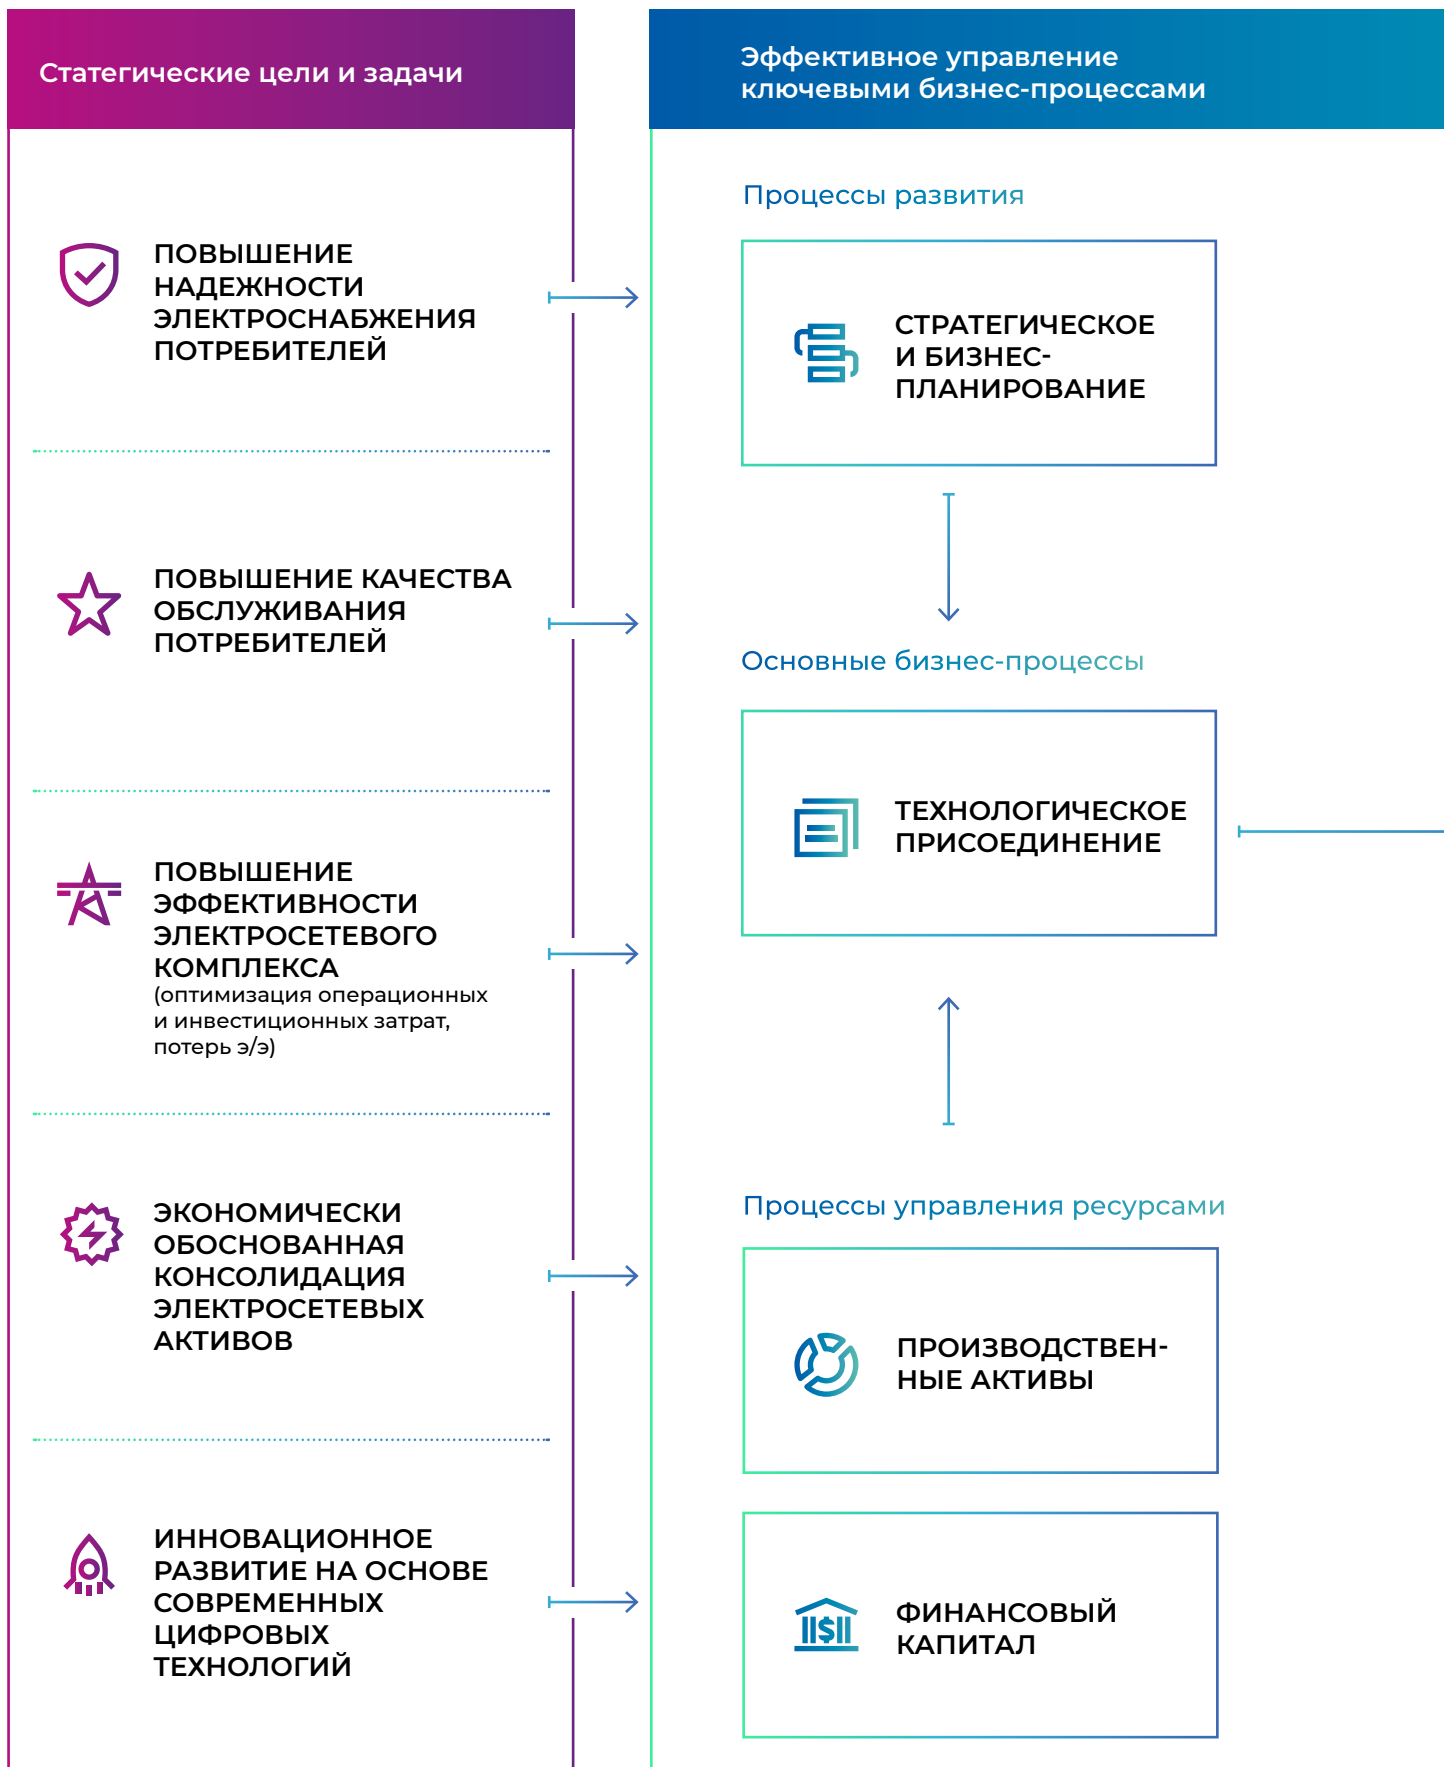 Статегические цели и задачи
ПОВЫШЕНИЕ
НАДЕЖНОСТИ
ЭЛЕКТРОСНАБЖЕНИЯ
ПОТРЕБИТЕЛЕЙ
ПОВЫШЕНИЕ КАЧЕСТВА
ОБСЛУЖИВАНИЯ
ПОТРЕБИТЕЛЕЙ
ПОВЫШЕНИЕ
ЭФФЕКТИВНОСТИ
ЭЛЕКТРОСЕТЕВОГО
КОМПЛЕКСА
(оптимизация операционных
и инвестиционных затрат,
потерь э/э)
ЭКОНОМИЧЕСКИ
ОБОСНОВАННАЯ
КОНСОЛИДАЦИЯ
ЭЛЕКТРОСЕТЕВЫХ
АКТИВОВ
ИННОВАЦИОННОЕ
РАЗВИТИЕ НА ОСНОВЕ
СОВРЕМЕННЫХ
ЦИФРОВЫХ
ТЕХНОЛОГИЙ
Эффективное управление
ключевыми бизнес-процессами
Процессы развития
СТРАТЕГИЧЕСКОЕ
И БИЗНЕС-
ПЛАНИРОВАНИЕ
Основные бизнес-процессы
ТЕХНОЛОГИЧЕСКОЕ
ПРИСОЕДИНЕНИЕ
Процессы управления ресурсами
ПРОИЗВОДСТВЕН-
НЫЕ АКТИВЫ
ФИНАНСОВЫЙ
КАПИТАЛ